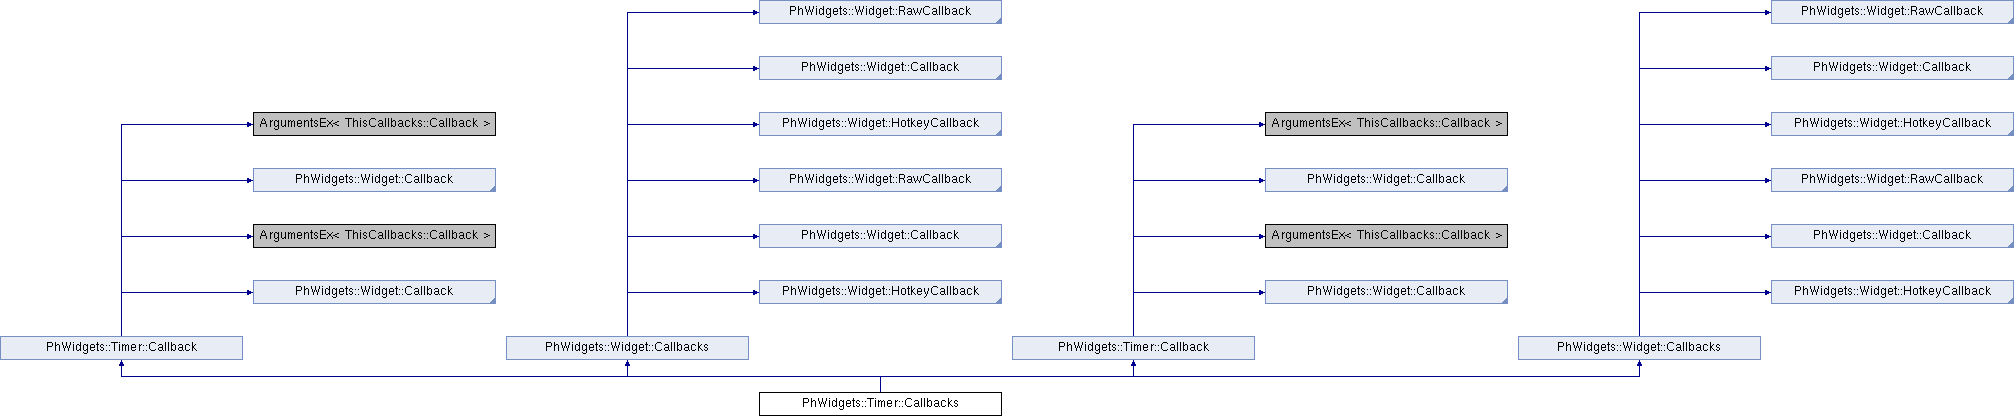 PhWidgets::Widget::RawCallback
PhWidgets::Widget::RawCallback
PhWidgets::Widget::Callback
PhWidgets::Widget::Callback
ArgumentsEx< ThisCallbacks::Callback >
PhWidgets::Widget::HotkeyCallback
ArgumentsEx< ThisCallbacks::Callback >
PhWidgets::Widget::HotkeyCallback
PhWidgets::Widget::Callback
PhWidgets::Widget::RawCallback
PhWidgets::Widget::Callback
PhWidgets::Widget::RawCallback
ArgumentsEx< ThisCallbacks::Callback >
PhWidgets::Widget::Callback
ArgumentsEx< ThisCallbacks::Callback >
PhWidgets::Widget::Callback
PhWidgets::Widget::Callback
PhWidgets::Widget::HotkeyCallback
PhWidgets::Widget::Callback
PhWidgets::Widget::HotkeyCallback
PhWidgets::Timer::Callback
PhWidgets::Widget::Callbacks
PhWidgets::Timer::Callback
PhWidgets::Widget::Callbacks
PhWidgets::Timer::Callbacks